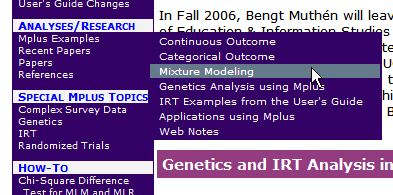 User's Guide Changes
ANALYSES/RESEARCH
Mplus Examples
Recent Papers
Papers
References
SPECIAL MPLUS TOPICS
Complex Survey Data
Genetics
IRT
Randomized Trials
HOW-TO
Chi-Square Difference
Test for MLM and MLR
In Fall 2006, Bengt Muthén will leav
of Education & Information Studies
Continuous Outcome
Categorical Outcome
Mixture Modeling
Genetics Analysis using Mplus
IRT Examples from the User's Guide
Applications using Mplus
Web Notes
Genetics and IRT Analysis in